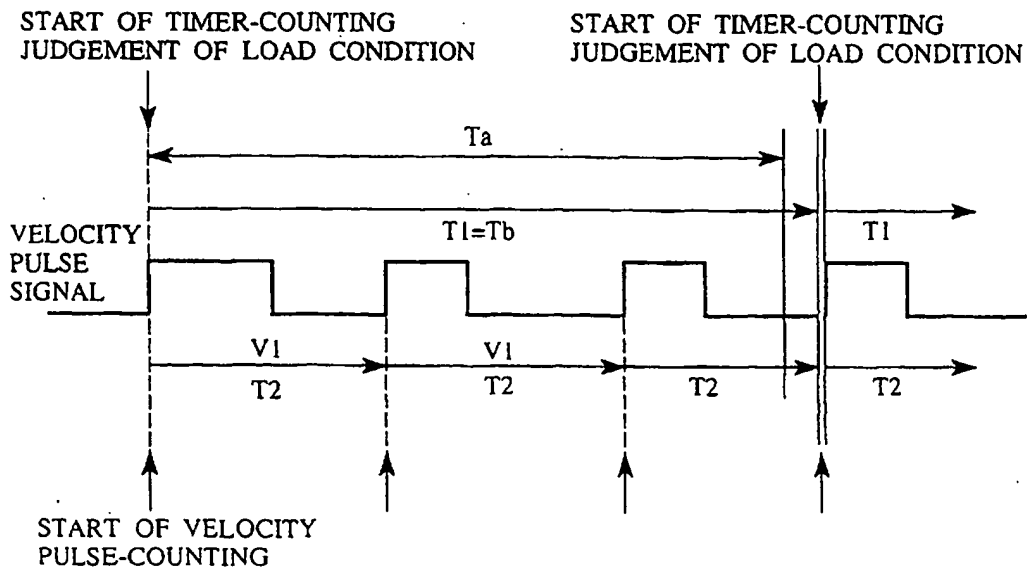 START OF TIMER-COUNTING
JUDGEMENT OF LOAD CONDITION
START OF TIMER-COUNTING
JUDGEMENT OF LOAD CONDITION
Ta
T1=Tb
T1
VELOCITY
PULSE
SIGNAL
V1
V1
T2
T2
T2
T2
START OF VELOCITY
PULSE-COUNTING